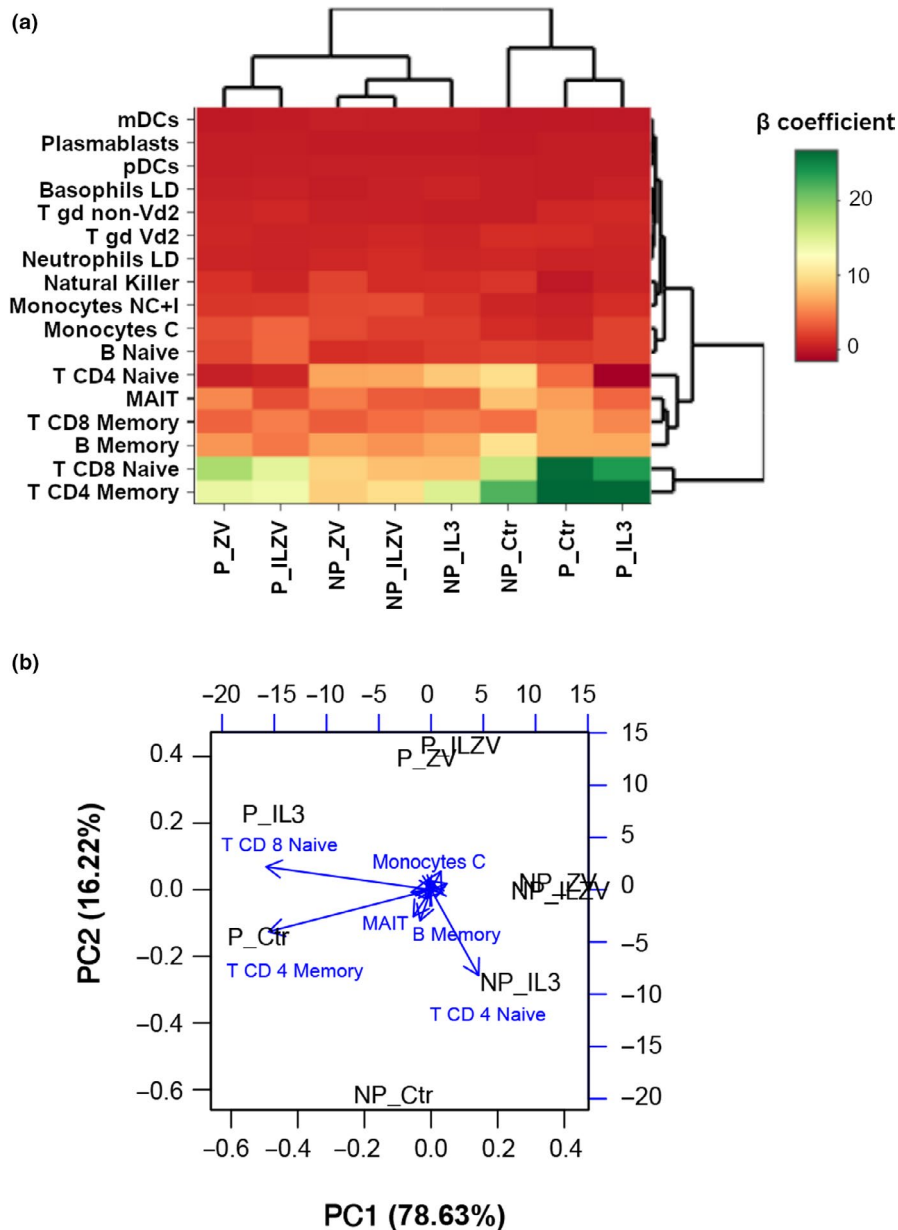 (a)
β coefficient
20
10
0
mDCs
Plasmablasts
pDCs
Basophils LD
T gd non-Vd2
T gd Vd2
Neutrophils LD
Natural Killer
Monocytes NC+I
Monocytes C
B Naive
T CD4 Naive
MAIT
T CD8 Memory
B Memory
T CD8 Naive
T CD4 Memory
P_ZV
P_ILZV
NP_ZV
NP_ILZV
NP_IL3
NP_Ctr
P_Ctr
P_IL3
(b)
−20 −10 −10 −5 0 5 10 15
P_ILZV
P_ZV
P_IL3
T CD 8 Naive
Monocytes C
NP_ZV
NP_ILZV
MAIT
B Memory
P_Ctr
T CD 4 Memory
NP_IL3
T CD 4 Naive
NP_Ctr
0.4
0.2
0.0
−0.2
−0.4
−0.6
15
10
5
0
−5
−10
−15
−20
PC2 (16.22%)
−0.6 −0.4 −0.2 0.0 0.2 0.4
PC1 (78.63%)